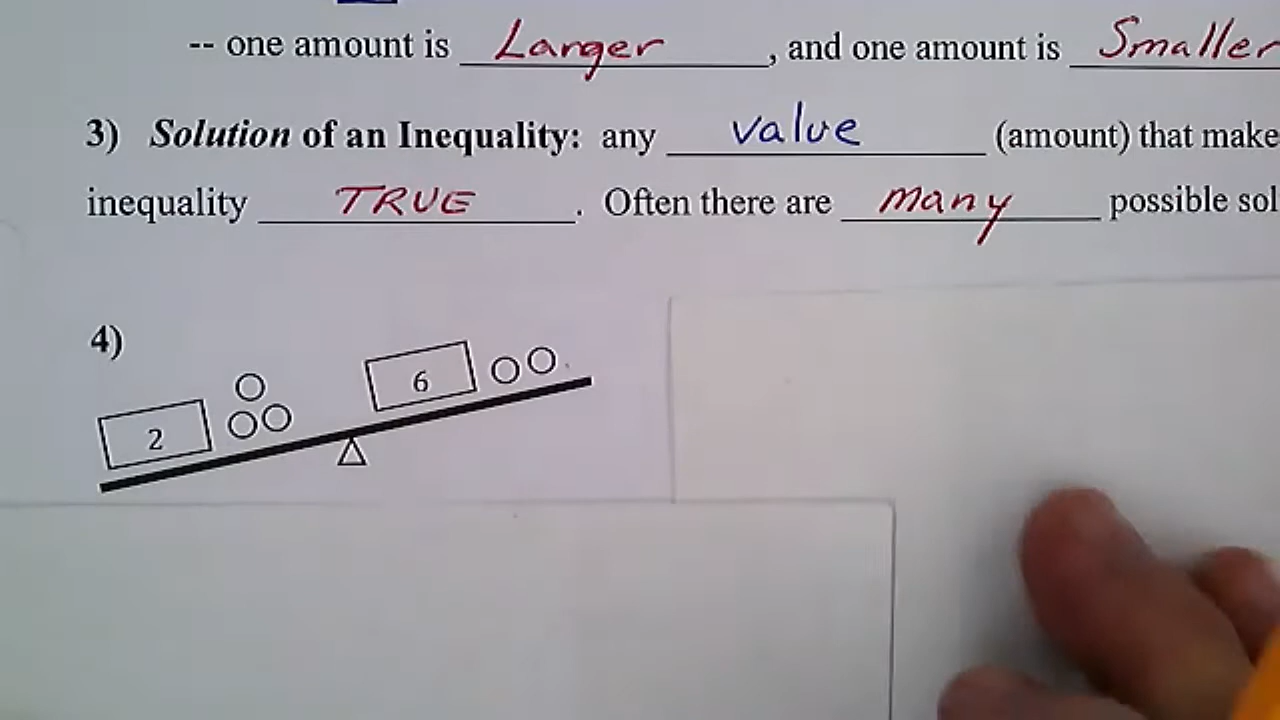 -- one amount is Larger, and one amount is Smaller
3) Solution of an Inequality: any value (amount) that make
inequality TRUE. Often there are many possible sol
4)
2 6